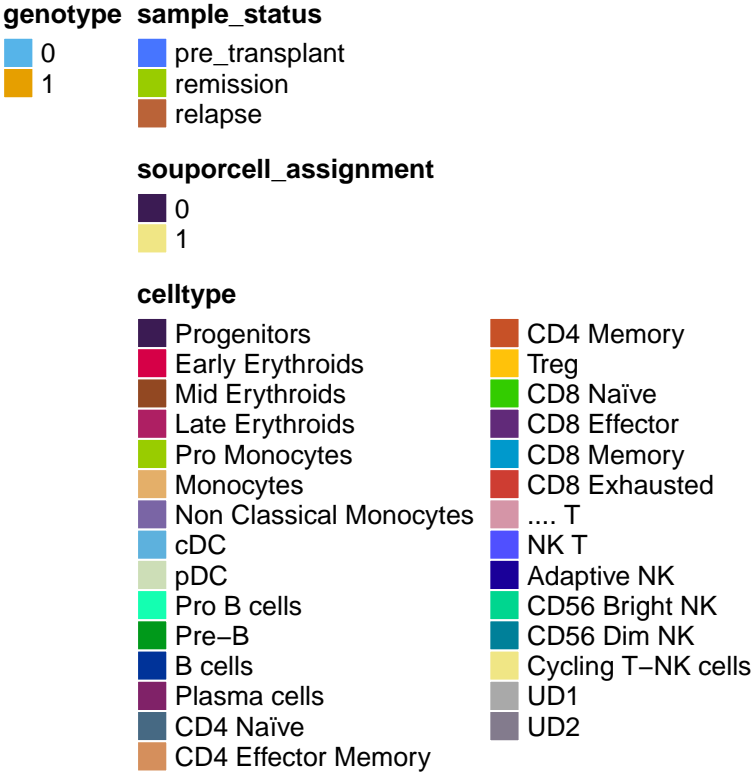 genotype
0
1
sample_status
pre_transplant
remission
relapse
souporcell_assignment
0
1
celltype
Progenitors
Early Erythroids
Mid Erythroids
Late Erythroids
Pro Monocytes
Monocytes
Non Classical Monocytes
cDC
pDC
Pro B cells
Pre−B
B cells
Plasma cells
CD4 Naïve
CD4 Effector Memory
CD4 Memory
Treg
CD8 Naïve
CD8 Effector
CD8 Memory
CD8 Exhausted
.... T
NK T
Adaptive NK
CD56 Bright NK
CD56 Dim NK
Cycling T−NK cells
UD1
UD2